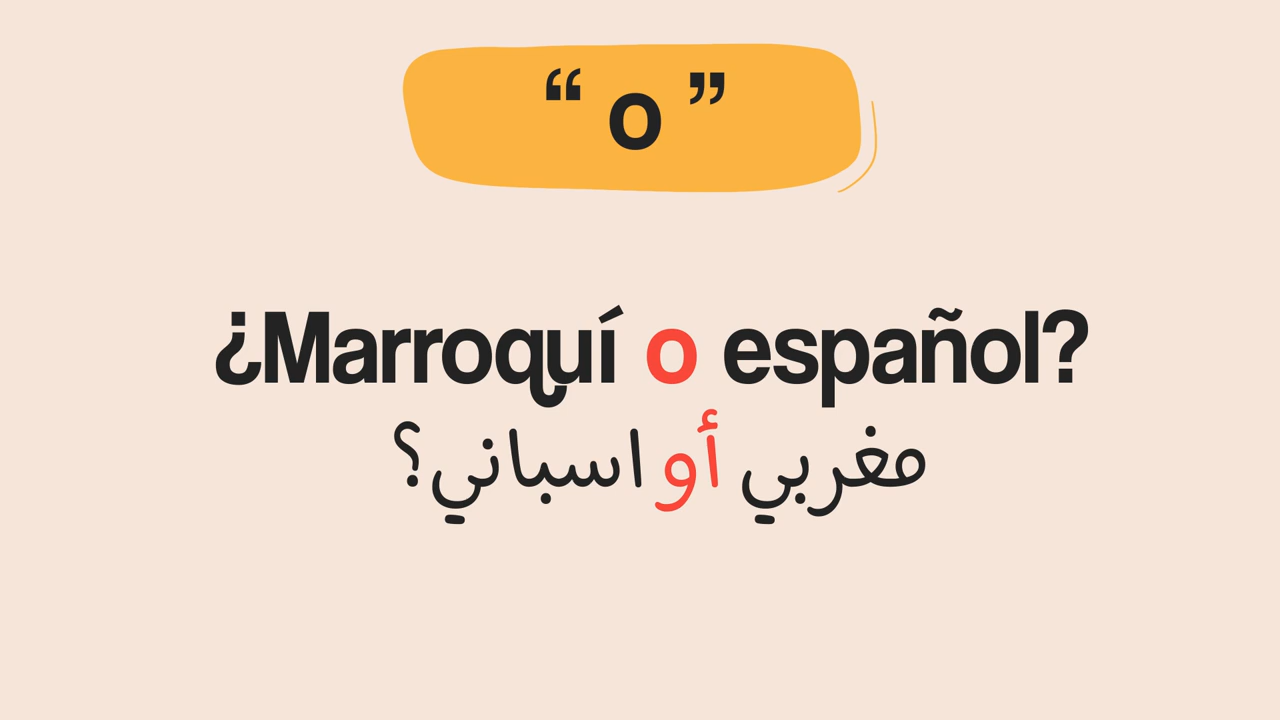 “ o ”
¿Marroquí o español?
مغربي أو اسباني؟